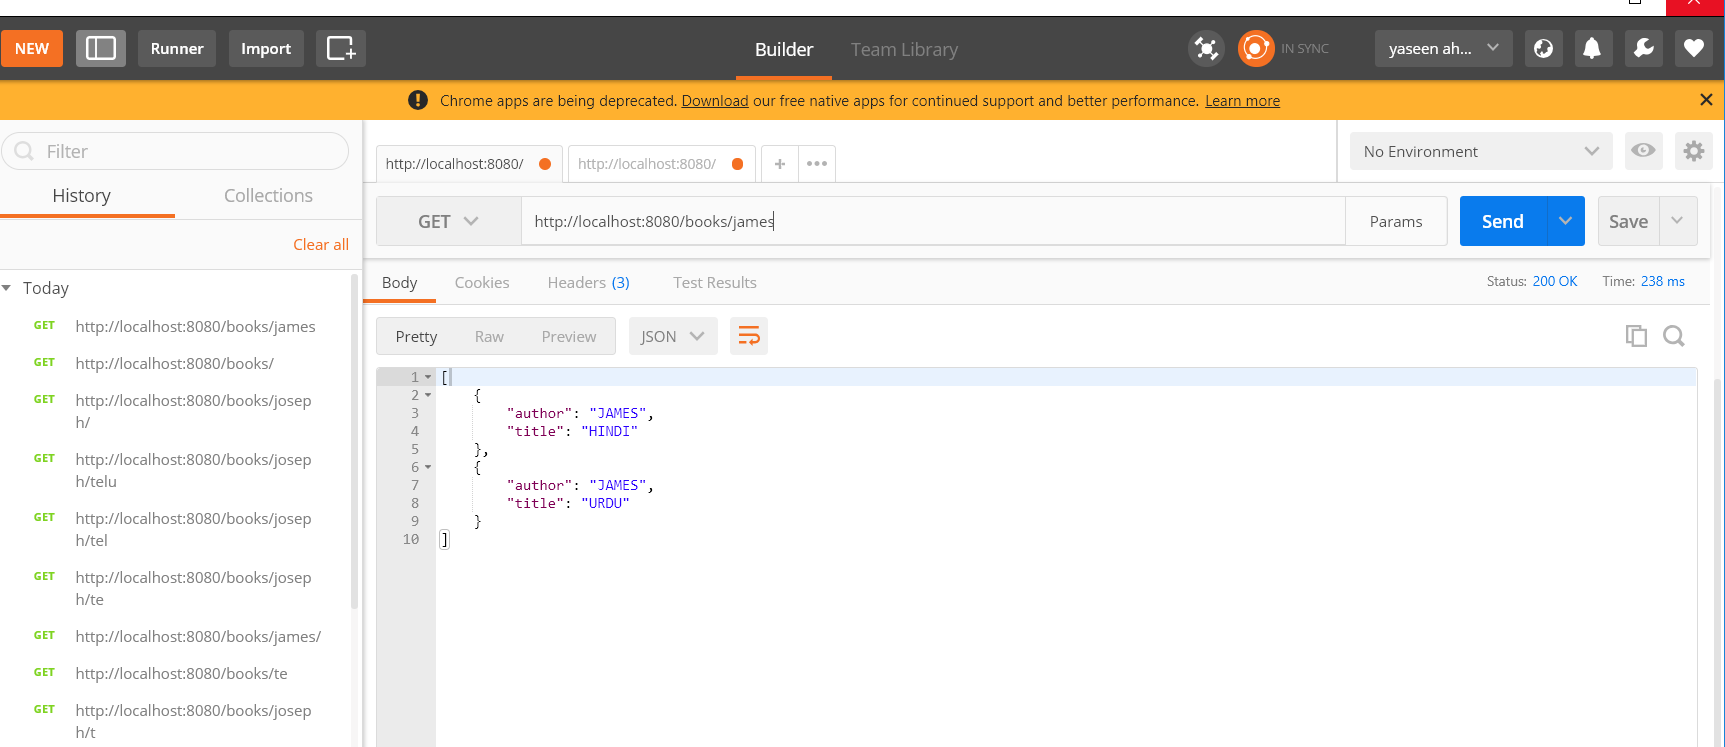 NEW
Runner
Import
Builder
Team Library
IN SYNC
yaseen ah...
Chrome apps are being deprecated. Download our free native apps for continued support and better performance. Learn more
Filter
History
Collections
Clear all
Today
GET http://localhost:8080/books/james
GET http://localhost:8080/books/
GET http://localhost:8080/books/josep
h/
GET http://localhost:8080/books/josep
h/telu
GET http://localhost:8080/books/josep
h/tel
GET http://localhost:8080/books/josep
h/te
GET http://localhost:8080/books/james/
GET http://localhost:8080/books/te
GET http://localhost:8080/books/josep
h/t
http://localhost:8080/
http://localhost:8080/
+
•••
No Environment
GET
http://localhost:8080/books/james
Params
Send
Save
Body
Cookies
Headers (3)
Test Results
Status: 200 OK
Time: 238 ms
Pretty
Raw
Preview
JSON
1 [
2 {
3 "author": "JAMES",
4 "title": "HINDI"
5 },
6 {
7 "author": "JAMES",
8 "title": "URDU"
9 }
10 ]